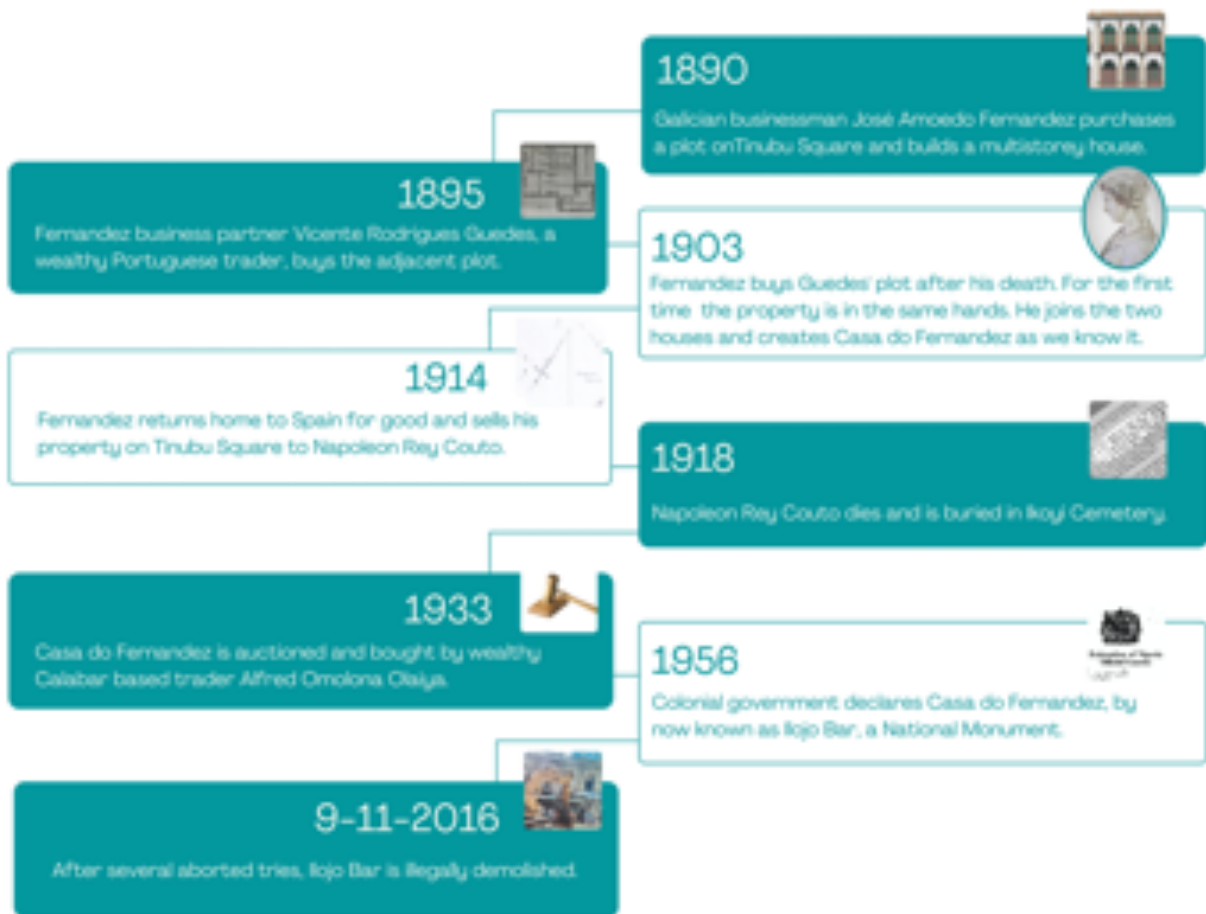 1890
Galician businessman José Amoedo Fernandez purchases
a plot onTinubu Square and builds a multistorey house.
1895
Fernandez business partner Vicente Rodrigues Guedes, a
wealthy Portuguese trader, buys the adjacent plot.
1903
Fernandez buys Guedes' plot after his death. For the first
time the property is in the same hands. He joins the two
houses and creates Casa do Fernandez as we know it.
1914
Fernandez returns home to Spain for good and sells his
property on Tinubu Square to Napoleon Rey Couto.
1918
Napoleon Rey Couto dies and is buried in Ikoyi Cemetery.
1933
Casa do Fernandez is auctioned and bought by wealthy
Calabar based trader Alfred Omolona Olaiya.
1956
Colonial government declares Casa do Fernandez, by
now known as Ilojo Bar, a National Monument.
9-11-2016
After several aborted tries, Ilojo Bar is illegally demolished.